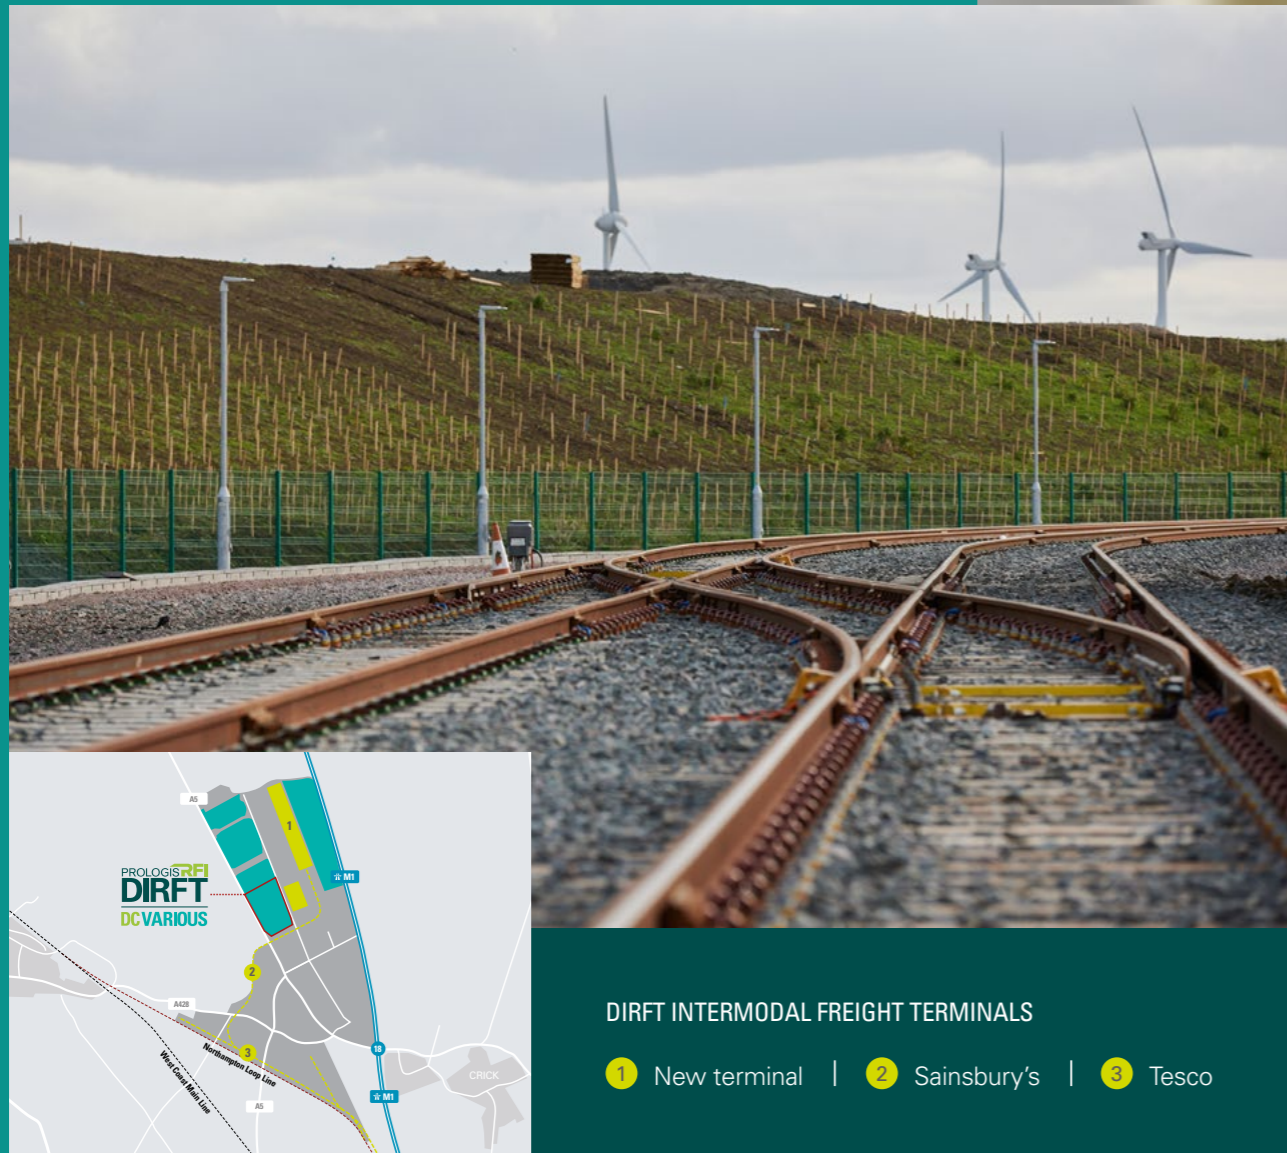 A5
1
M1
PROLOGIS RFI
DIRFT
DC VARIOUS
2
A428
3
Northampton Loop Line
West Coast Main Line
18
CRICK
A5
M1
DIRFT INTERMODAL FREIGHT TERMINALS
1 New terminal | 2 Sainsbury's | 3 Tesco